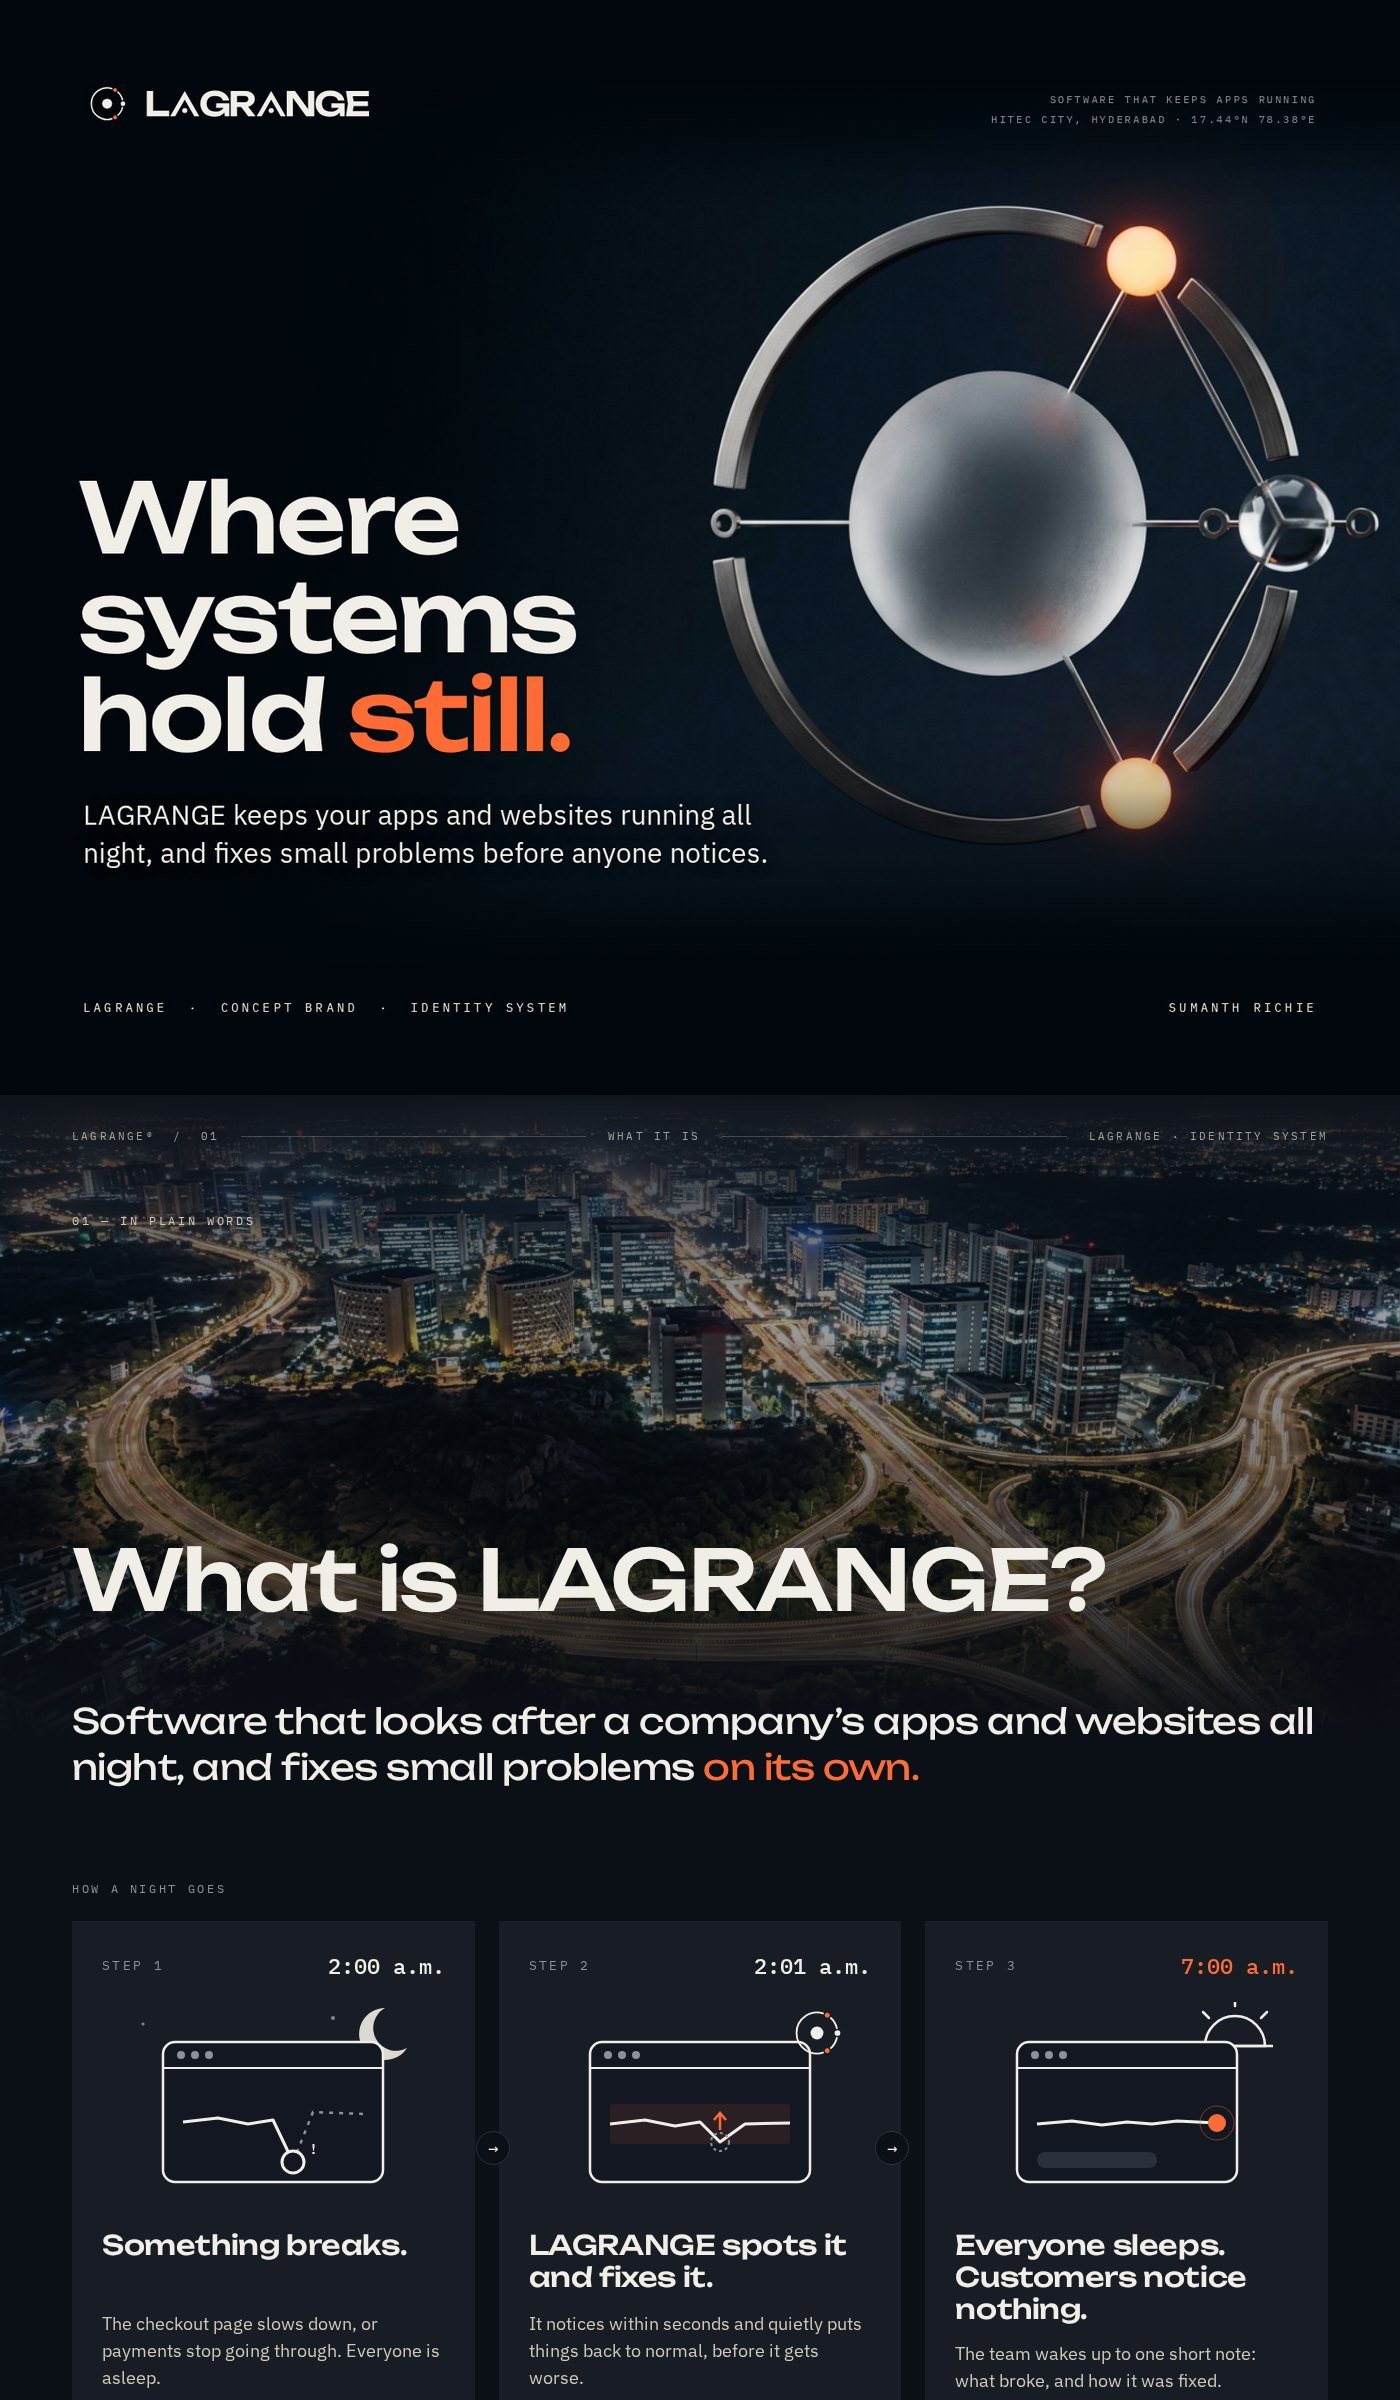 LAGRANGE
SOFTWARE THAT KEEPS APPS RUNNING
HITEC CITY, HYDERABAD · 17.44°N 78.38°E
Where
systems
hold still.
LAGRANGE keeps your apps and websites running all
night, and fixes small problems before anyone notices.
LAGRANGE · CONCEPT BRAND · IDENTITY SYSTEM
SUMANTH RICHIE
LAGRANGE® / 01
WHAT IT IS
LAGRANGE · IDENTITY SYSTEM
01 — IN PLAIN WORDS
What is LAGRANGE?
Software that looks after a company’s apps and websites all
night, and fixes small problems on its own.
HOW A NIGHT GOES
STEP 1
2:00 a.m.
!
Something breaks.
The checkout page slows down, or
payments stop going through. Everyone is
asleep.
→
STEP 2
2:01 a.m.
LAGRANGE spots it
and fixes it.
It notices within seconds and quietly puts
things back to normal, before it gets
worse.
→
STEP 3
7:00 a.m.
Everyone sleeps.
Customers notice
nothing.
The team wakes up to one short note:
what broke, and how it was fixed.